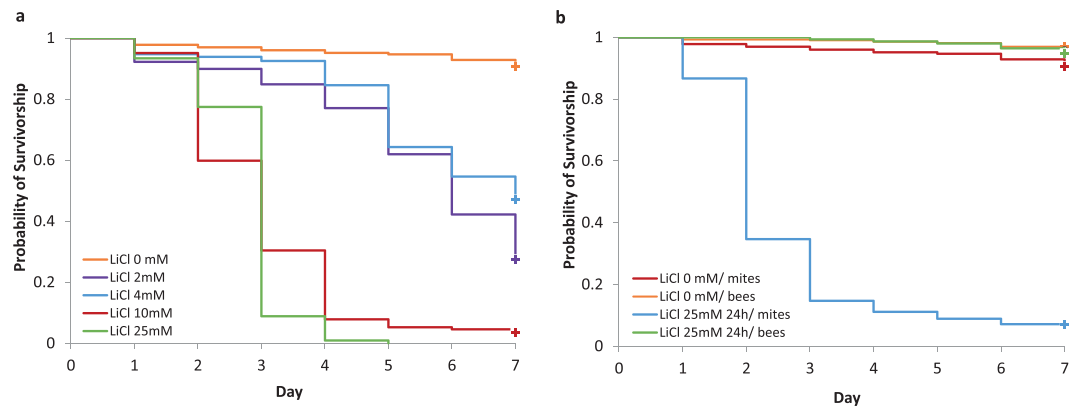 a
Probability of Survivorship
1
0.8
0.6
0.4
0.2
0
LiCl 0 mM
LiCl 2mM
LiCl 4mM
LiCl 10mM
LiCl 25mM
0 1 2 3 4 5 6 7
Day
b
Probability of Survivorship
1
0.8
0.6
0.4
0.2
0
LiCl 0 mM/ mites
LiCl 0 mM/ bees
LiCl 25mM 24h/ mites
LiCl 25mM 24h/ bees
0 1 2 3 4 5 6 7
Day